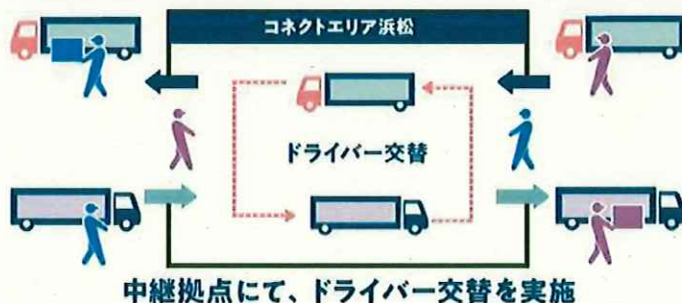 コネクトエリア浜松
ドライバー交替
中継拠点にて、ドライバー交替を実施